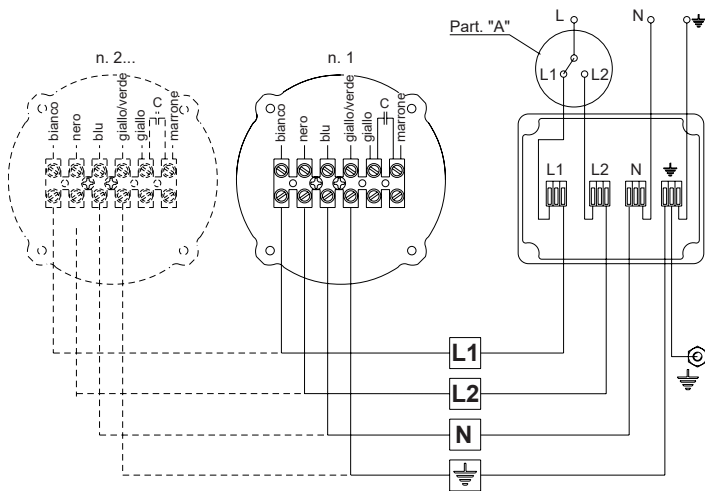 L
N
Part. "A"
L1
L2
n. 2...
n. 1
bianco
nero
blu
giallo/verde
giallo
C
marrone
bianco
nero
blu
giallo/verde
giallo
C
marrone
L1
L2
N
L1
L2
N